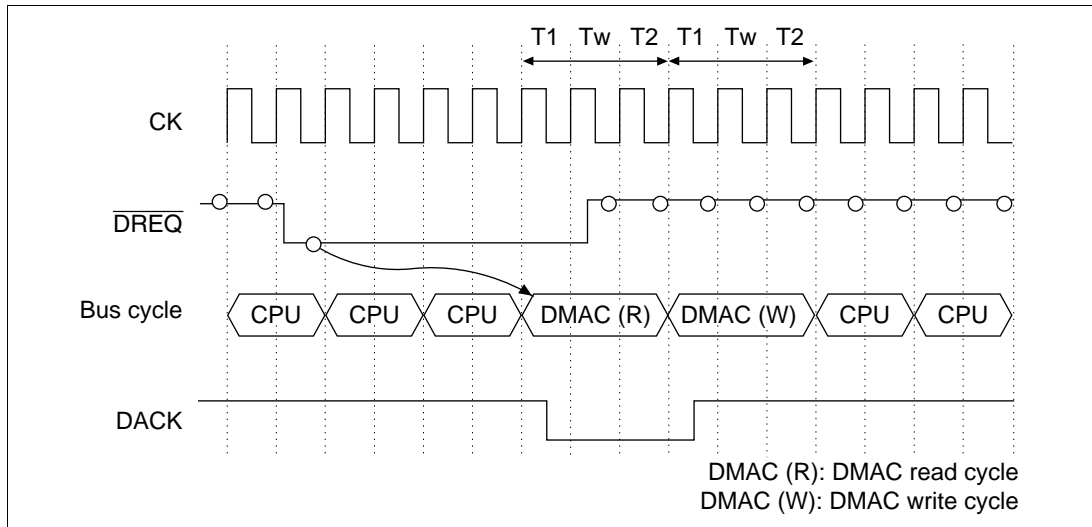 T1 Tw T2 T1 Tw T2
CK
DREQ
Bus cycle CPU CPU CPU DMAC (R) DMAC (W) CPU CPU
DACK
DMAC (R): DMAC read cycle
DMAC (W): DMAC write cycle